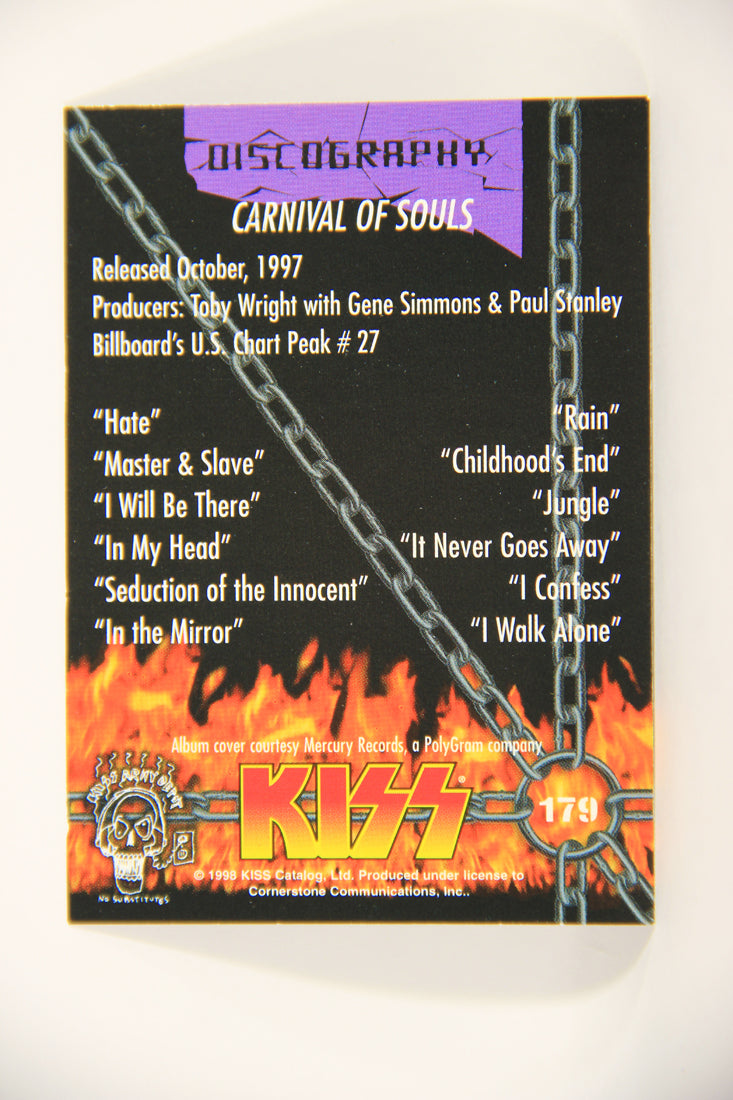 DISCOGRAPHY
CARNIVAL OF SOULS
Released October, 1997
Producers: Toby Wright with Gene Simmons & Paul Stanley
Billboard's U.S. Chart Peak # 27
"Hate"
"Master & Slave"
"I Will Be There"
"In My Head"
"Seduction of the Innocent"
"In the Mirror"
"Rain"
"Childhood's End"
"Jungle"
"It Never Goes Away"
"I Confess"
"I Walk Alone"
Album cover courtesy Mercury Records, a PolyGram company
KISS®
179
NO SUBSTITUTES
© 1998 KISS Catalog, Ltd. Produced under license to
Cornerstone Communications, Inc..